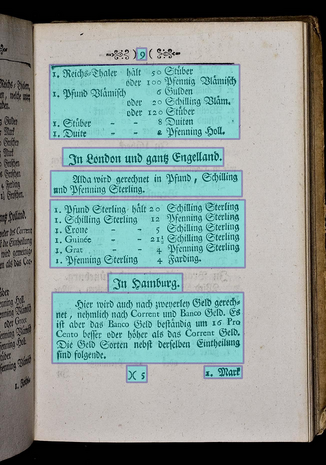 )( 9 )(
1. Reichs-Thaler hält 50 Stüber
oder 100 Pfennig Vlämisch
1. Pfund Vlämisch 6 Gulden
oder 20 Schilling Vläm.
oder 120 Stüber
1. Stüber - - 8 Duiten
1. Duite - - 2 Pfenning Holl.
In London und gantz Engelland.
Alda wird gerechnet in Pfund, Schilling
und Pfenning Sterling.
1. Pfund Sterling hält 20 Schilling Sterling
1. Schilling Sterling 12 Pfenning Sterling
1. Crone - - 5 Schilling Sterling
1. Guinée - - 21½ Schilling Sterling
1. Grat - - 4 Pfenning Sterling
1. Pfenning Sterling 4 Farding.
In Hamburg.
Hier wird auch nach zweyerley Geld gerech-
net, nehmlich nach Corrent und Banco Geld. Es
ist aber das Banco Geld beständig um 16 Pro
Cento besser oder höher als das Corrent Geld.
Die Geld Sorten nebst derselben Eintheilung
sind folgende.
)( 5
1. Mark